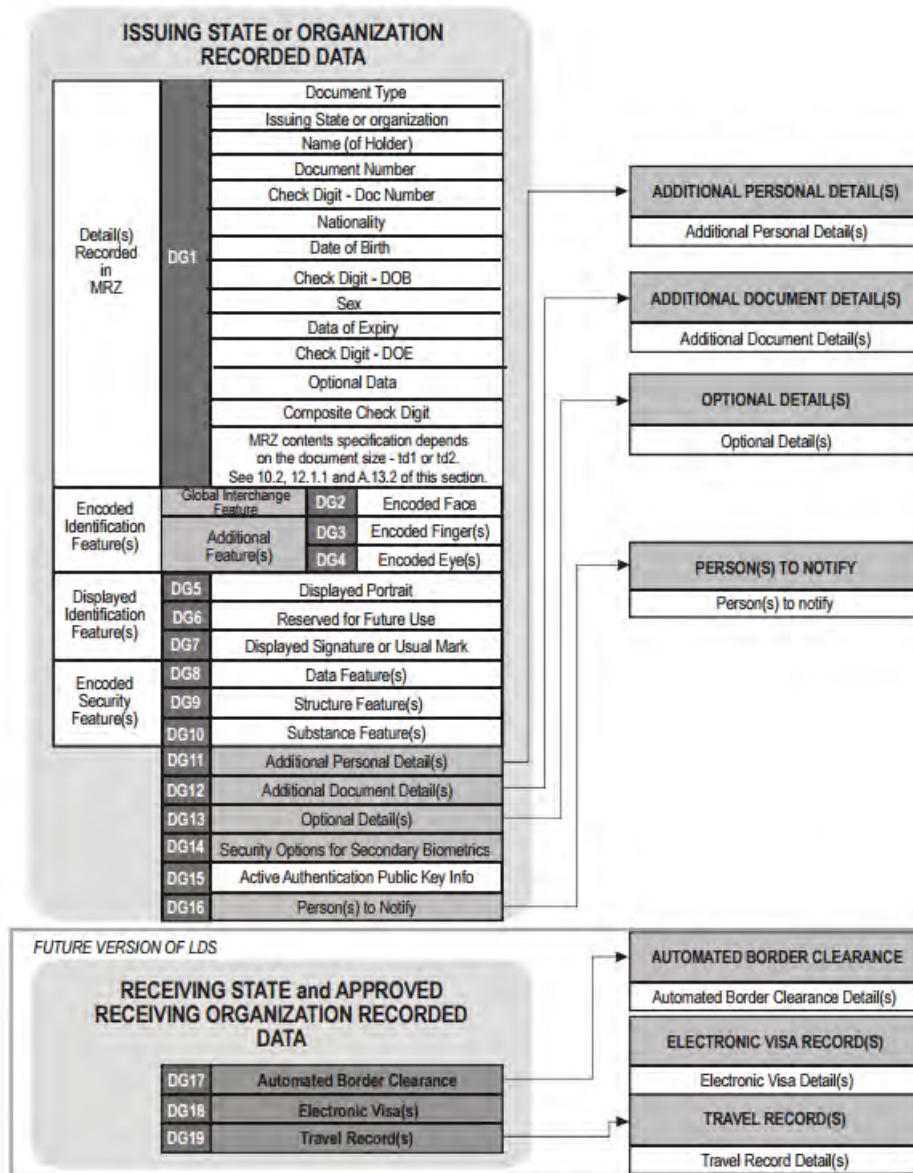 ISSUING STATE or ORGANIZATION
RECORDED DATA
Detail(s)
Recorded
in
MRZ
DG1
Document Type
Issuing State or organization
Name (of Holder)
Document Number
Check Digit - Doc Number
Nationality
Date of Birth
Check Digit - DOB
Sex
Data of Expiry
Check Digit - DOE
Optional Data
Composite Check Digit
MRZ contents specification depends
on the document size - td1 or td2.
See 10.2, 12.1.1 and A.13.2 of this section.
Encoded
Identification
Feature(s)
Global Interchange
Feature
DG2 Encoded Face
Additional
Feature(s)
DG3 Encoded Finger(s)
DG4 Encoded Eye(s)
Displayed
Identification
Feature(s)
DG5 Displayed Portrait
DG6 Reserved for Future Use
DG7 Displayed Signature or Usual Mark
Encoded
Security
Feature(s)
DG8 Data Feature(s)
DG9 Structure Feature(s)
DG10 Substance Feature(s)
DG11 Additional Personal Detail(s)
DG12 Additional Document Detail(s)
DG13 Optional Detail(s)
DG14 Security Options for Secondary Biometrics
DG15 Active Authentication Public Key Info
DG16 Person(s) to Notify
ADDITIONAL PERSONAL DETAIL(S)
Additional Personal Detail(s)
ADDITIONAL DOCUMENT DETAIL(S)
Additional Document Detail(s)
OPTIONAL DETAIL(S)
Optional Detail(s)
PERSON(S) TO NOTIFY
Person(s) to notify
FUTURE VERSION OF LDS
RECEIVING STATE and APPROVED
RECEIVING ORGANIZATION RECORDED
DATA
DG17 Automated Border Clearance
DG18 Electronic Visa(s)
DG19 Travel Record(s)
AUTOMATED BORDER CLEARANCE
Automated Border Clearance Detail(s)
ELECTRONIC VISA RECORD(S)
Electronic Visa Detail(s)
TRAVEL RECORD(S)
Travel Record Detail(s)